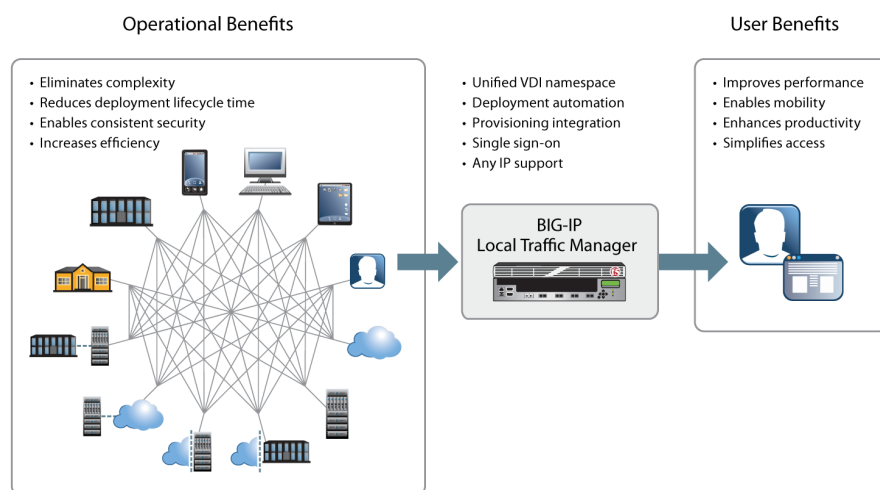 Operational Benefits
• Eliminates complexity
• Reduces deployment lifecycle time
• Enables consistent security
• Increases efficiency
• Unified VDI namespace
• Deployment automation
• Provisioning integration
• Single sign-on
• Any IP support
BIG-IP
Local Traffic Manager
f5
User Benefits
• Improves performance
• Enables mobility
• Enhances productivity
• Simplifies access